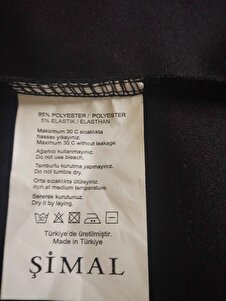 95% POLYESTER / POLYESTER
5% ELASTİK / ELASTHAN
Maksimum 30 C sıcaklıkta
hassas yıkayınız.
Maximum 30 C without leakage.
Ağartıcı kullanmayınız.
Do not use bleach.
Tamburlu kurutma yapmayınız.
Do not tumble dry.
Orta sıcaklıkta ütüleyiniz.
Iron at medium temperature.
Sererek kurutunuz.
Dry it by laying.
Türkiye'de üretilmiştir.
Made in Türkiye
ŞİMAL